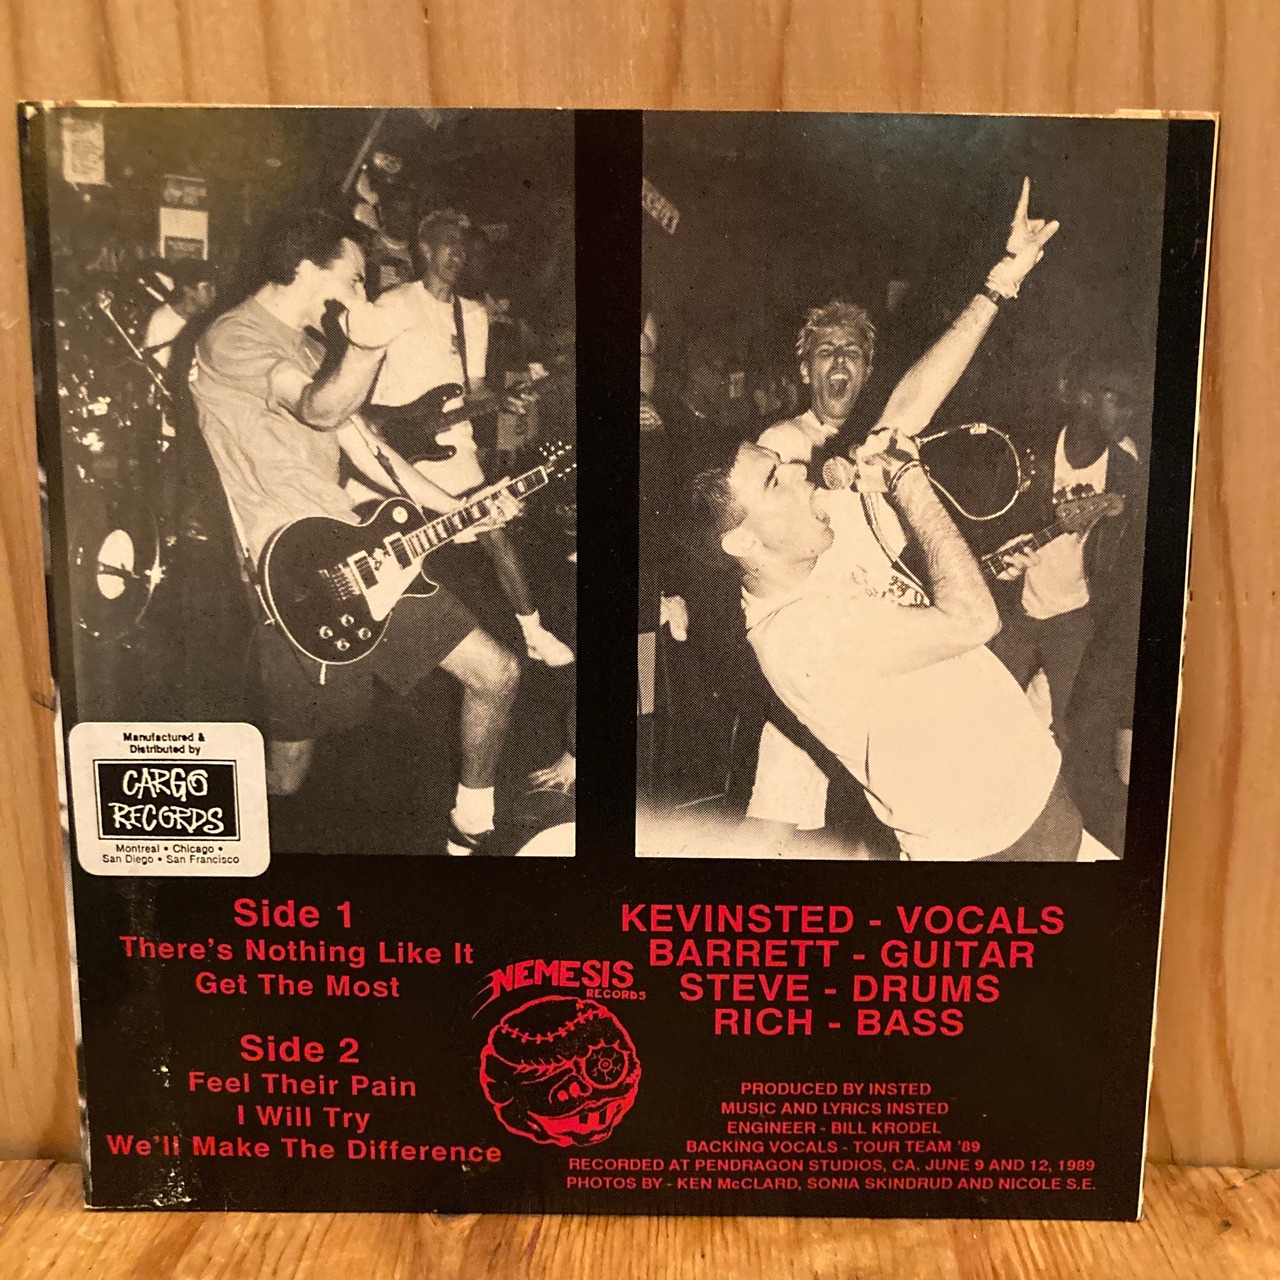 Manufactured &
Distributed by
CARGO
RECORDS
Montreal • Chicago •
San Diego • San Francisco
Side 1
There's Nothing Like It
Get The Most
Side 2
Feel Their Pain
I Will Try
We'll Make The Difference
NEMESIS
RECORDS
KEVINSTED - VOCALS
BARRETT - GUITAR
STEVE - DRUMS
RICH - BASS
PRODUCED BY INSTED
MUSIC AND LYRICS INSTED
ENGINEER - BILL KRODEL
BACKING VOCALS - TOUR TEAM '89
RECORDED AT PENDRAGON STUDIOS, CA. JUNE 9 AND 12, 1989
PHOTOS BY - KEN McCLARD, SONIA SKINDRUD AND NICOLE S.E.